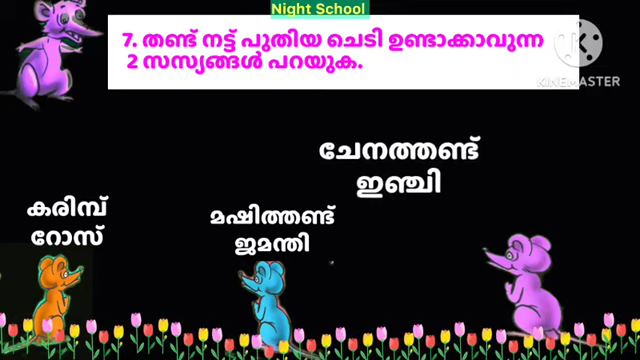 Night School
7. തണ്ട് നട്ട് പുതിയ ചെടി ഉണ്ടാക്കാവുന്ന
2 സസ്യങ്ങൾ പറയുക.
KINEMASTER
ചേനത്തണ്ട്
ഇഞ്ചി
കരിമ്പ്
റോസ്
മഷിത്തണ്ട്
ജമന്തി